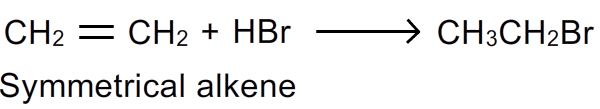 CH₂ = CH₂ + HBr ⟶ CH₃CH₂Br
Symmetrical alkene